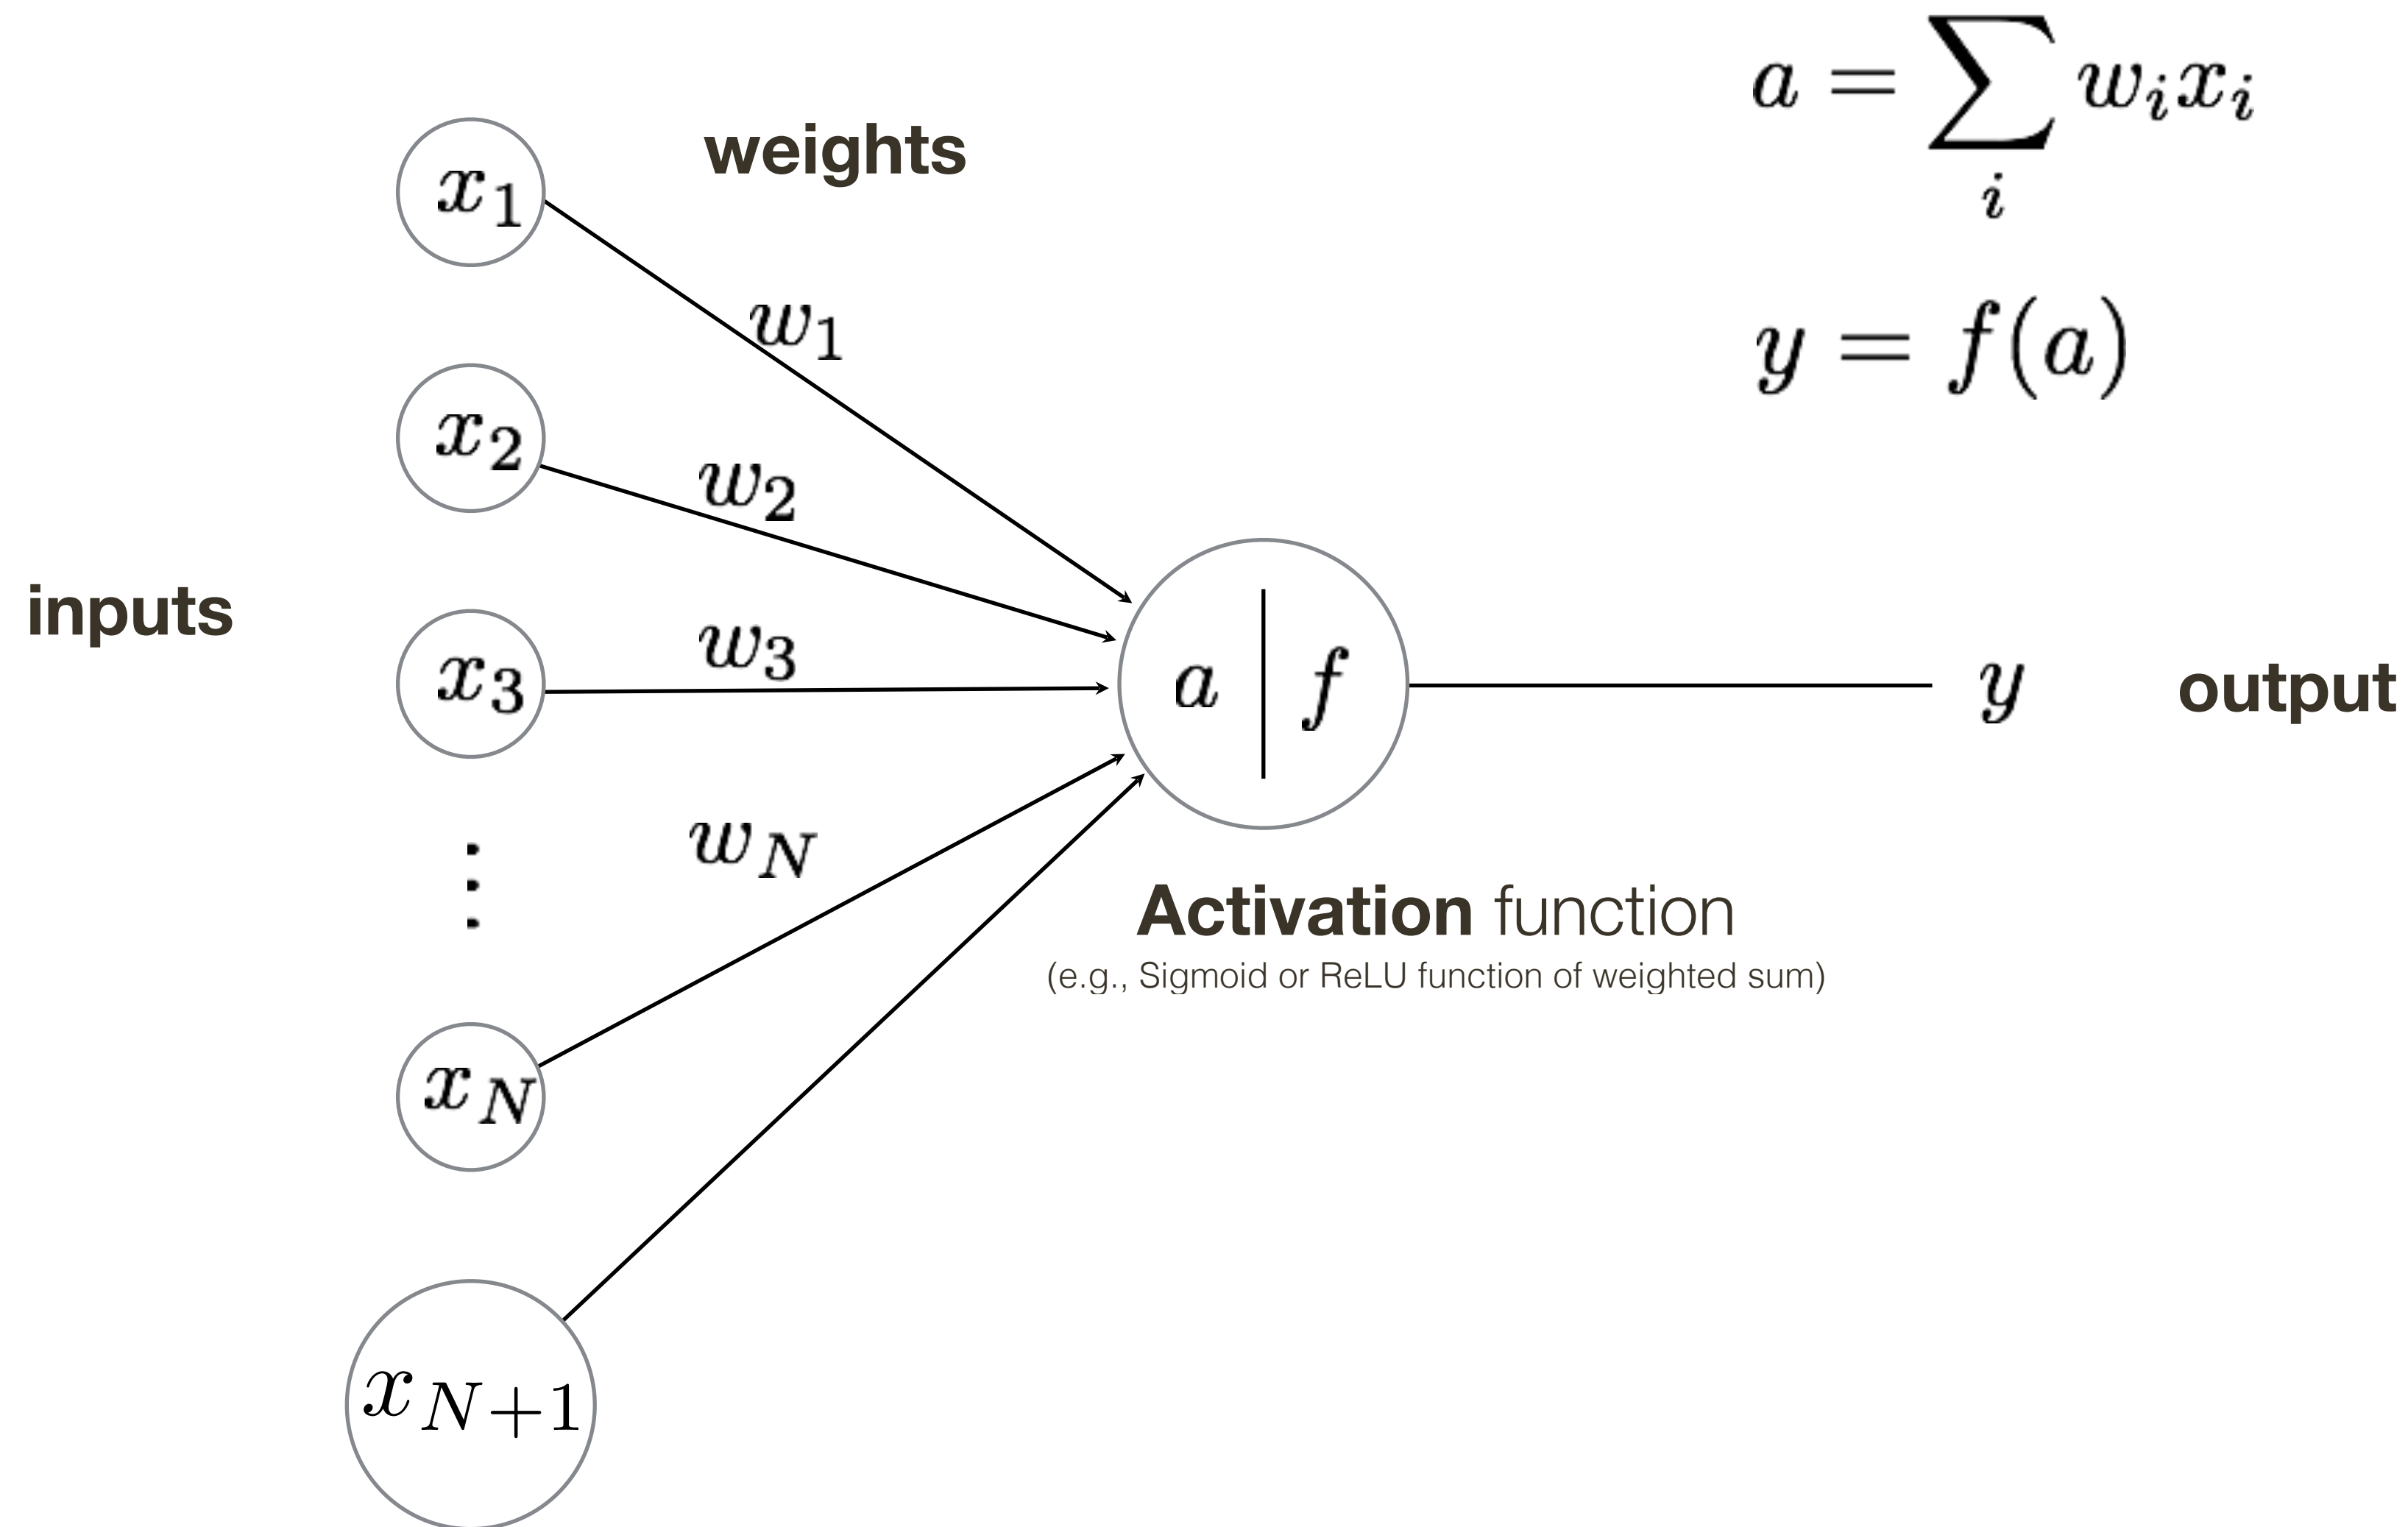 a = ∑_i w_i x_i
weights
x_1
w_1
y = f(a)
x_2
w_2
inputs
x_3
w_3
a | f
y
output
⋮
w_N
Activation function
(e.g., Sigmoid or ReLU function of weighted sum)
x_N
x_{N+1}